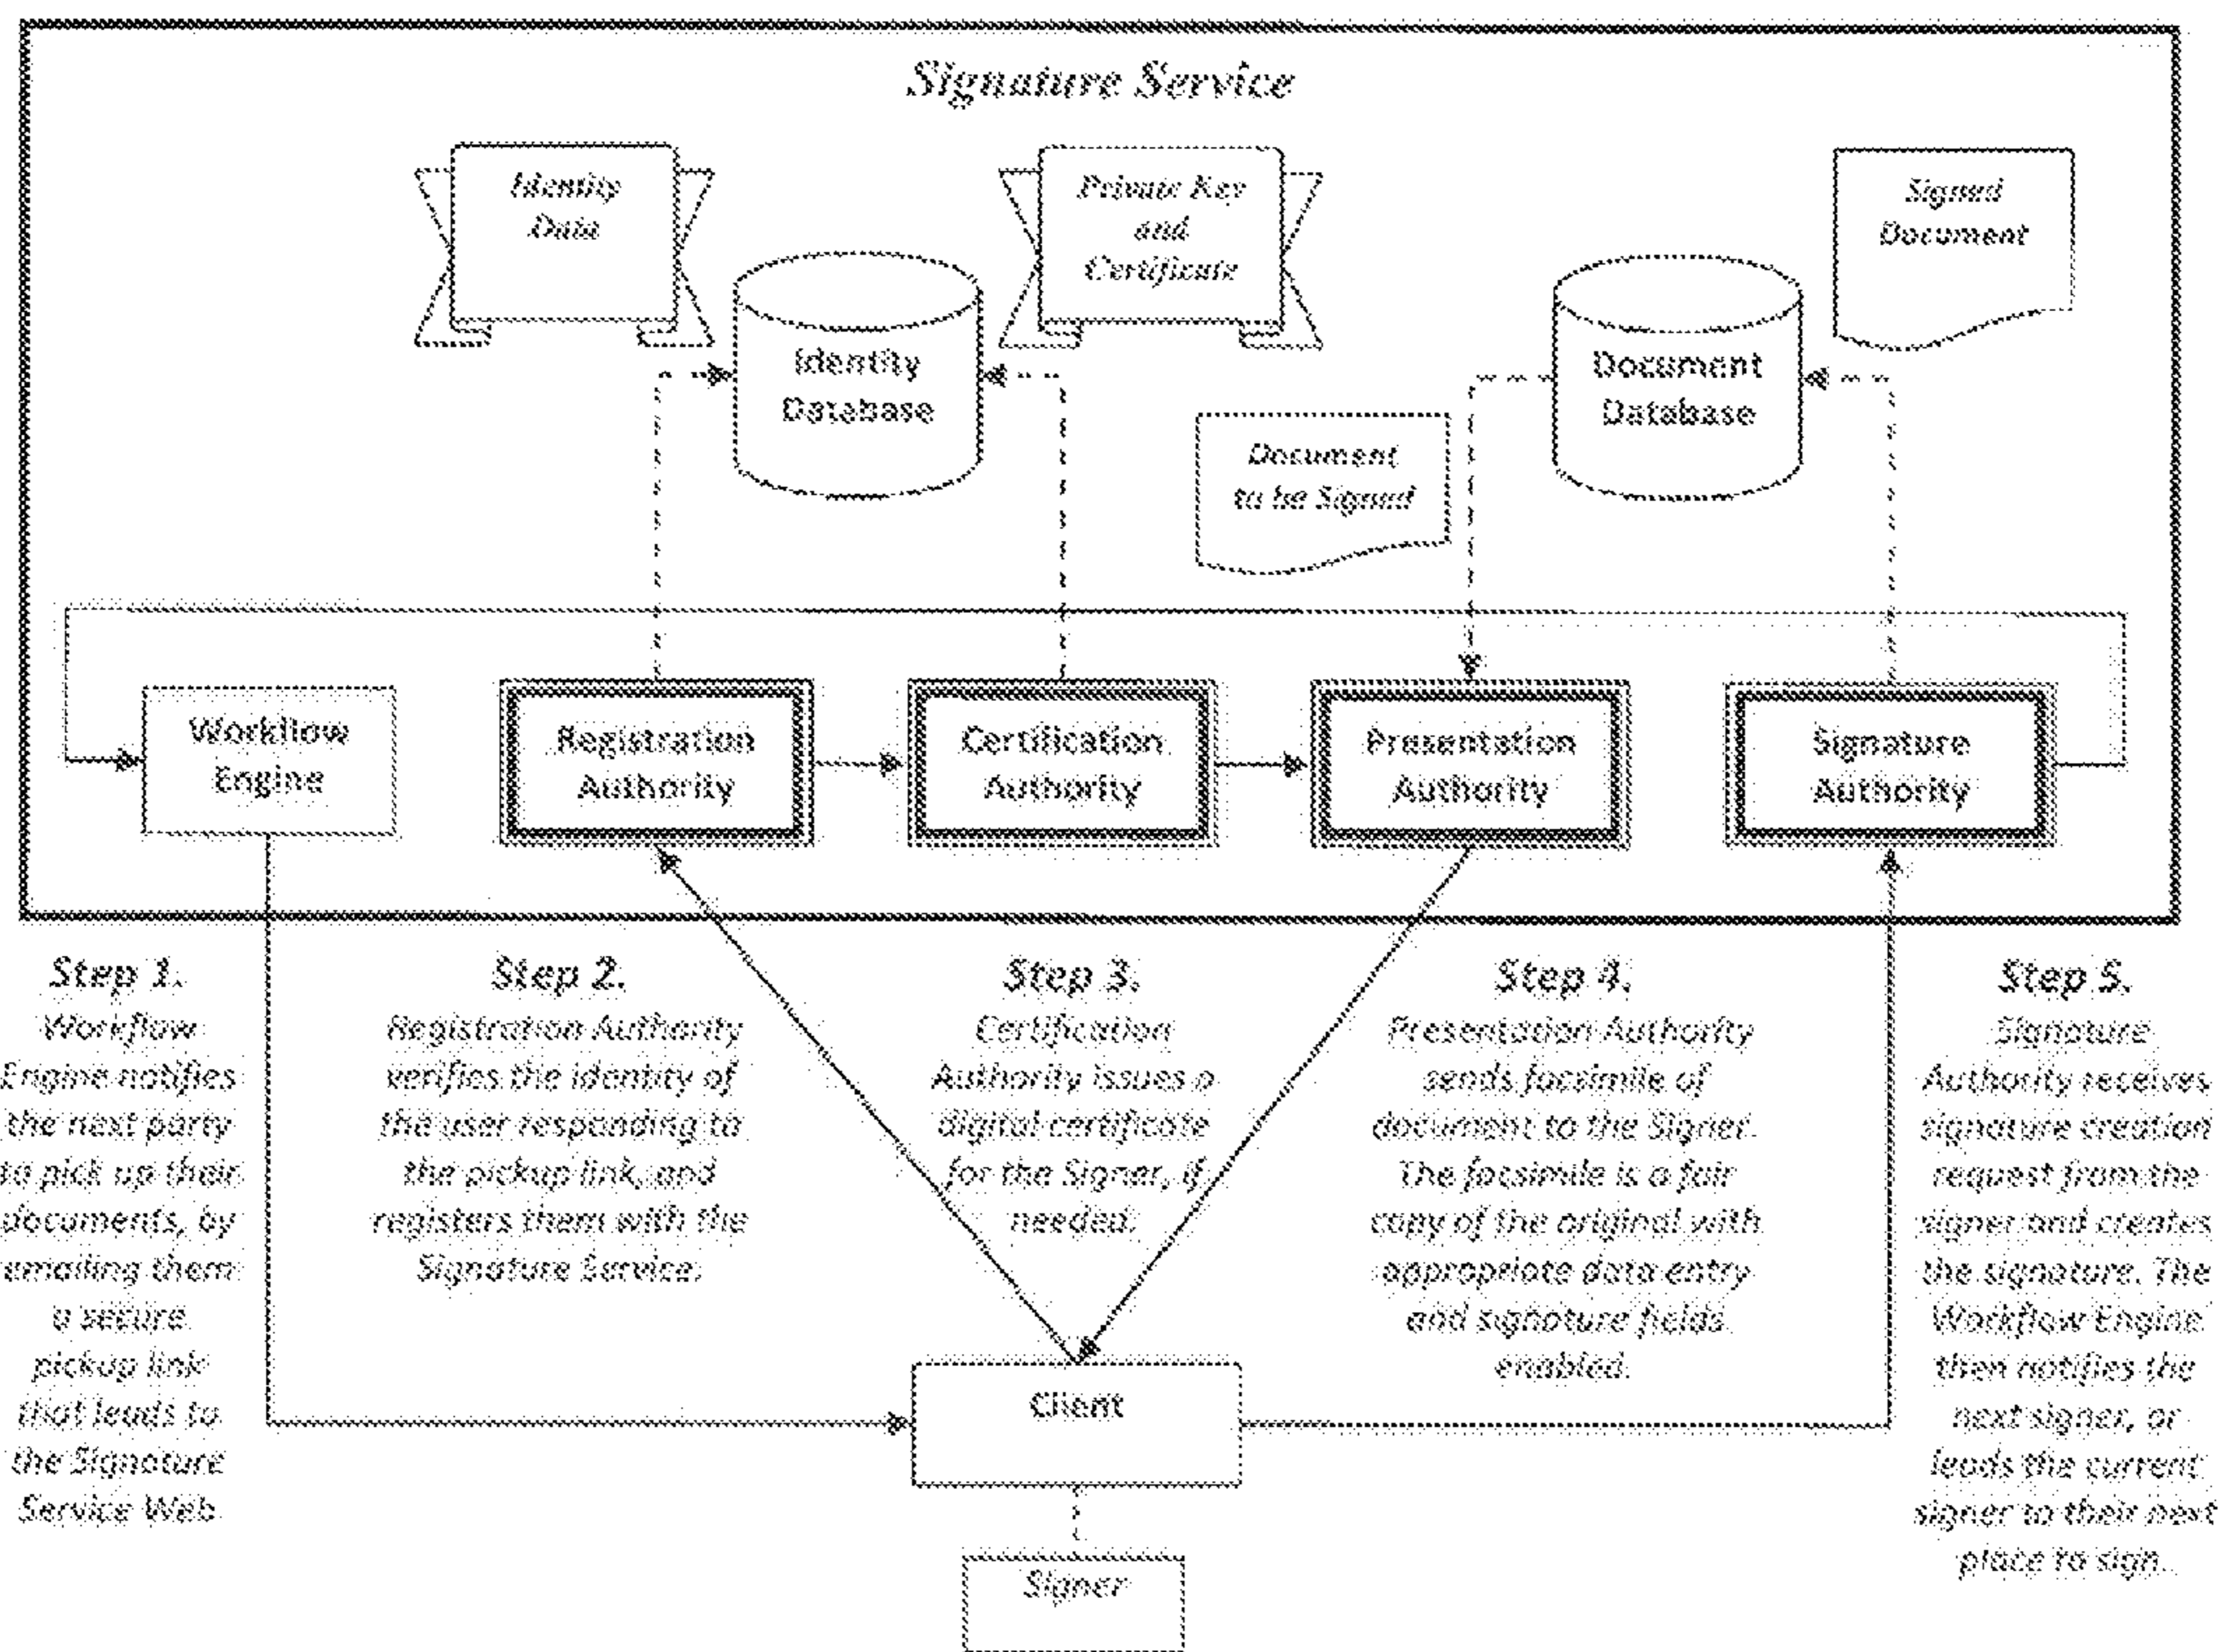 Signature Service
Identity
Data
Private Key
and
Certificate
Signed
Document
Identity
Database
Document
Database
Document
to be Signed
Workflow
Engine
Registration
Authority
Certification
Authority
Presentation
Authority
Signature
Authority
Step 1.
Workflow
Engine notifies
the next party
to pick up their
documents, by
emailing them
a secure
pickup link
that leads to
the Signature
Service Web
Step 2.
Registration Authority
verifies the identity of
the user responding to
the pickup link, and
registers them with the
Signature Service.
Step 3.
Certification
Authority issues a
digital certificate
for the Signer, if
needed.
Step 4.
Presentation Authority
sends facsimile of
document to the Signer.
The facsimile is a fair
copy of the original with
appropriate data entry
and signature fields
enabled.
Step 5.
Signature
Authority receives
signature creation
request from the
signer and creates
the signature. The
Workflow Engine
then notifies the
next signer, or
leads the current
signer to their next
place to sign.
Client
Signer